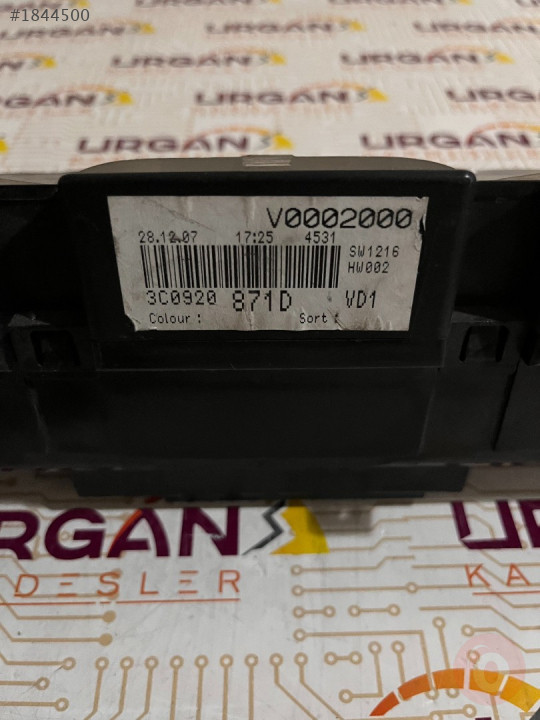 #1844500
URGAN
URGAN
URGAN
URGAN
URGAN
URGAN
V0002000
28.12.07 17:25 4531
SW1216
HW002
3C0920 871D VD1
Colour : Sort :
URGAN
URGAN
DESLER
KA